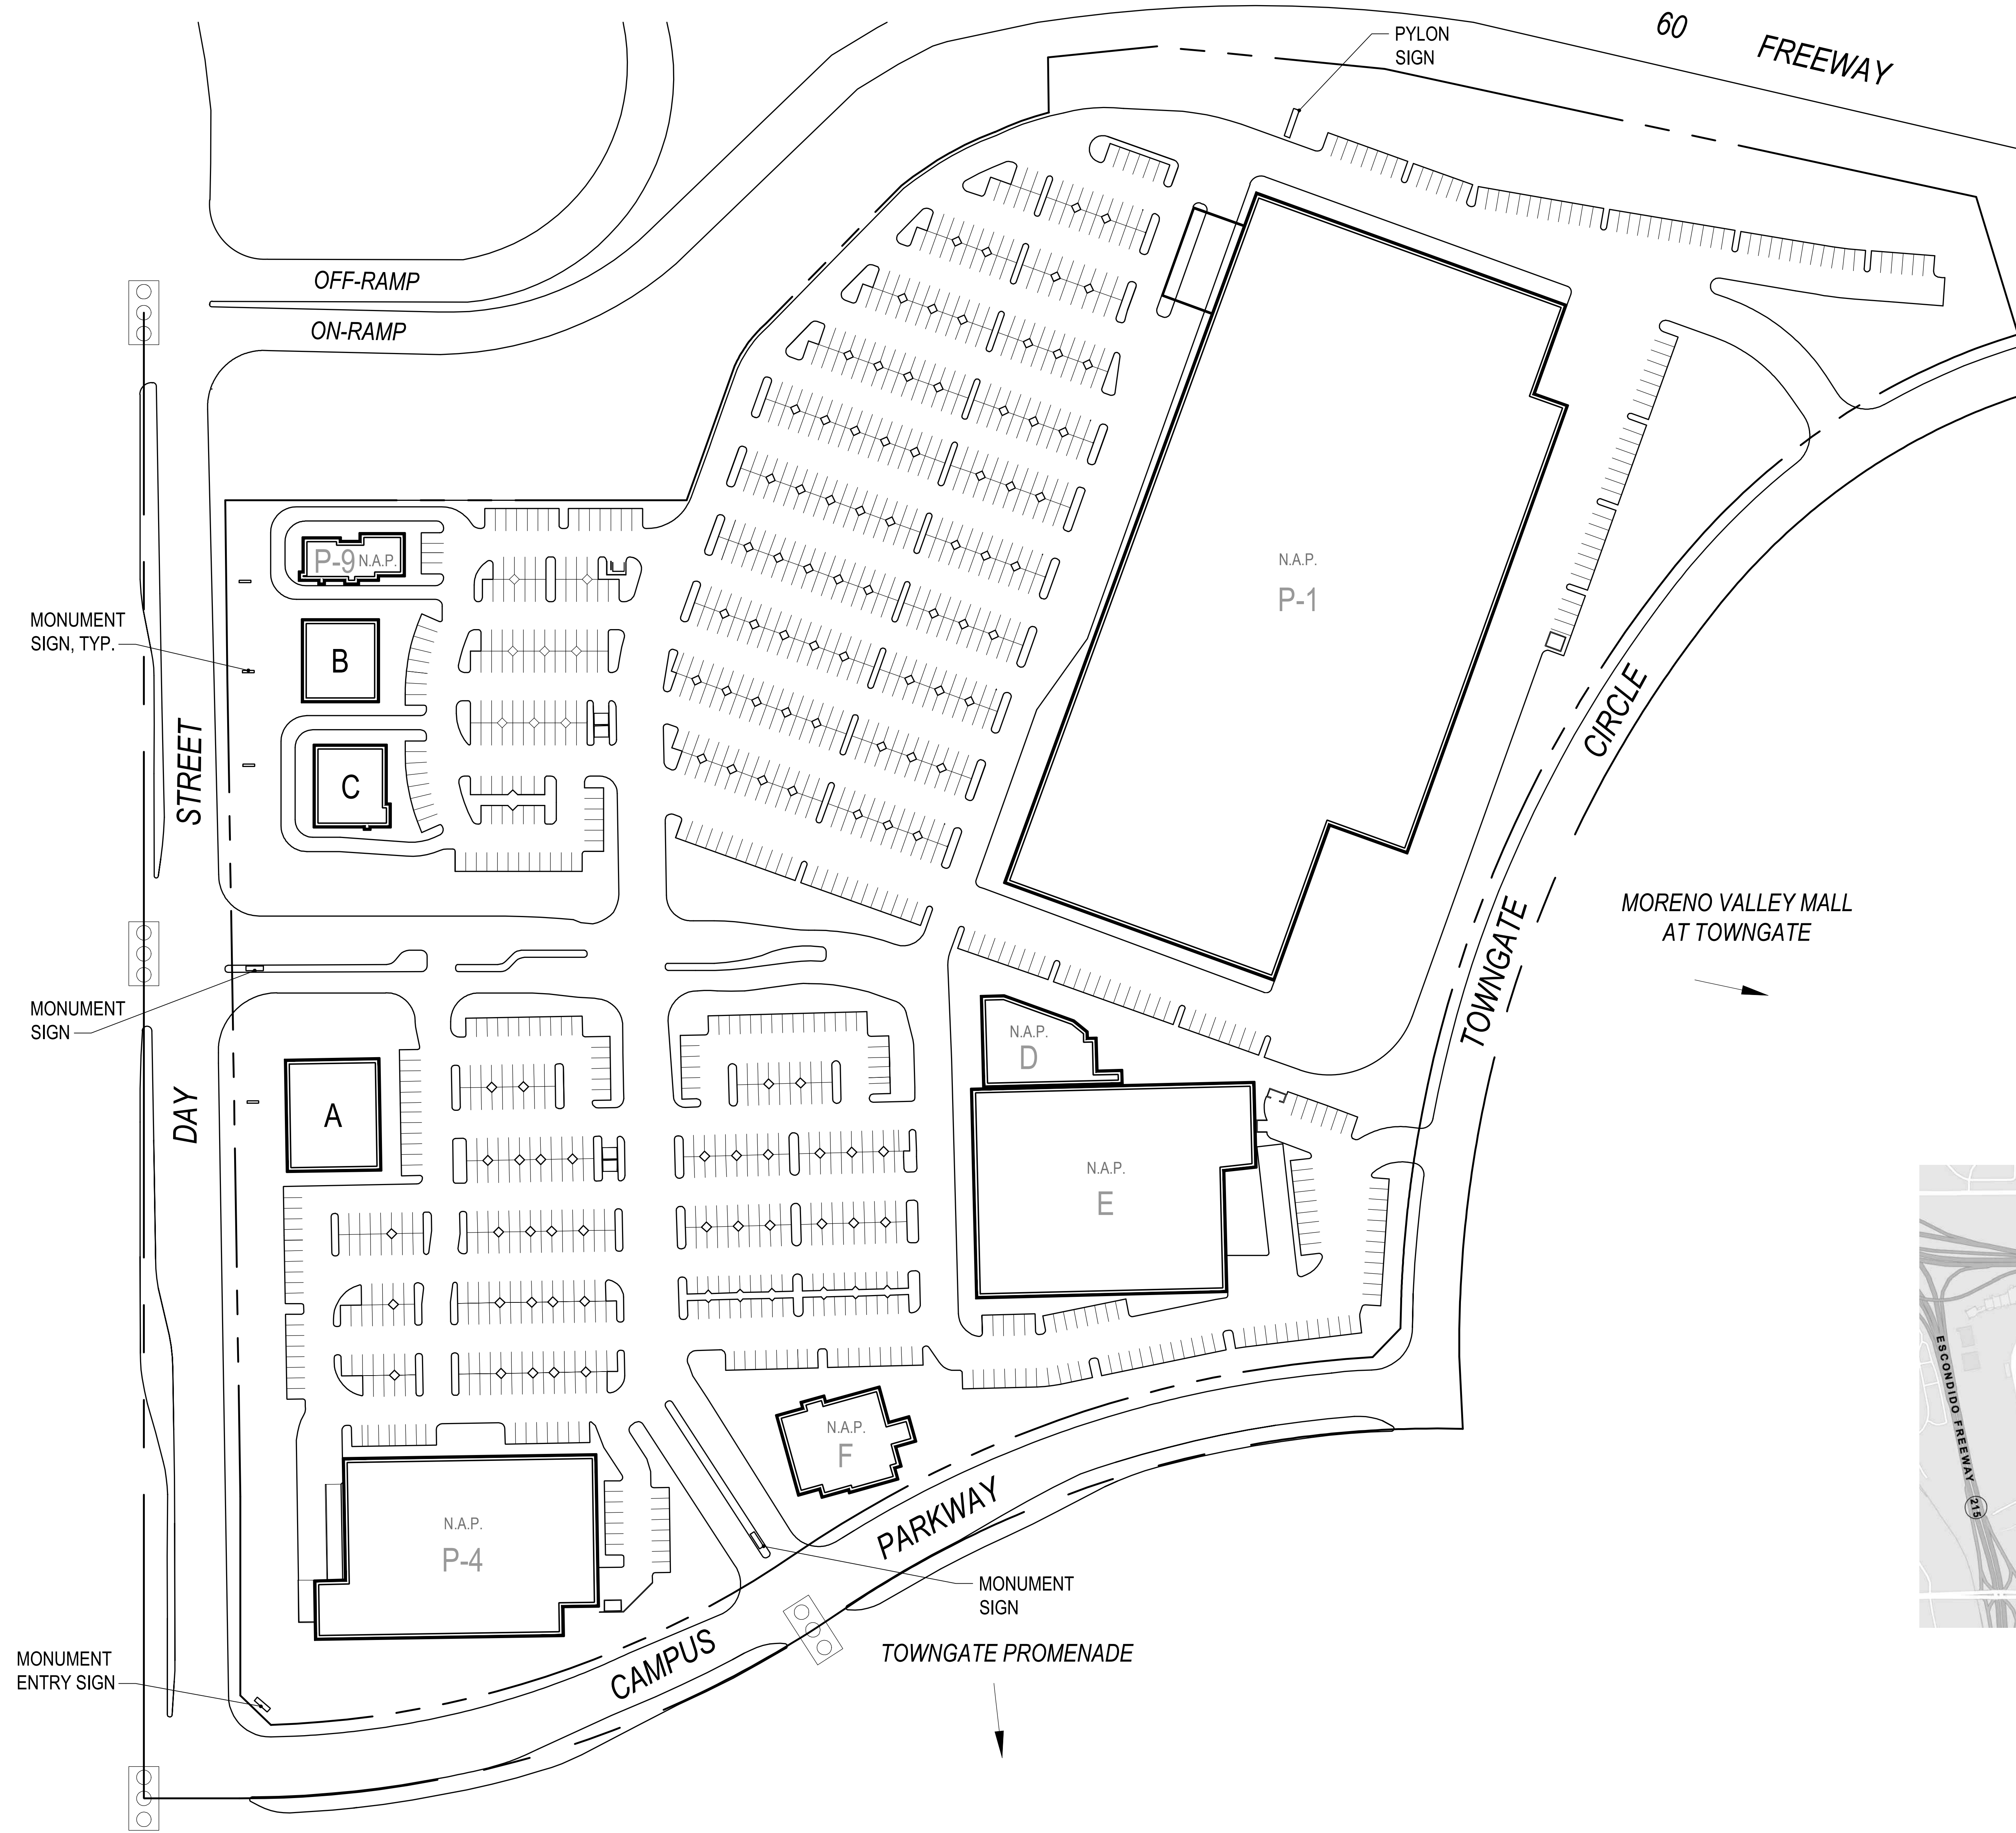 60 FREEWAY
PYLON
SIGN
OFF-RAMP
ON-RAMP
P-9 N.A.P.
N.A.P.
P-1
MONUMENT
SIGN, TYP.
B
C
STREET
CIRCLE
MORENO VALLEY MALL
AT TOWNGATE
TOWNGATE
MONUMENT
SIGN
N.A.P.
D
A
DAY
N.A.P.
E
ESCONDIDO FREEWAY
215
N.A.P.
F
N.A.P.
P-4
PARKWAY
MONUMENT
SIGN
CAMPUS
TOWNGATE PROMENADE
MONUMENT
ENTRY SIGN